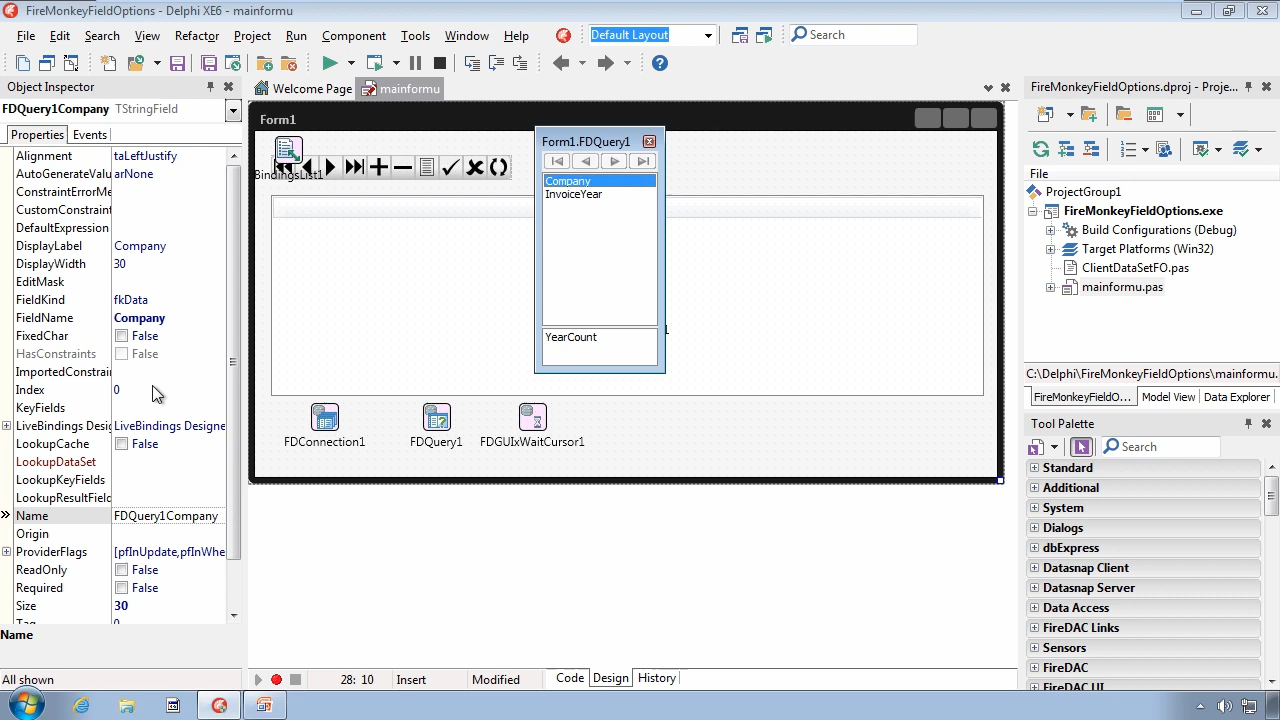 FireMonkeyFieldOptions - Delphi XE6 - mainformu
File Edit Search View Refactor Project Run Component Tools Window Help
Default Layout
Search
Object Inspector
Welcome Page
mainformu
FireMonkeyFieldOptions.dproj - Proje...
FDQuery1Company TStringField
Properties Events
Alignment taLeftJustify
AutoGenerateValu arNone
ConstraintErrorMe
CustomConstraint
DefaultExpression
DisplayLabel Company
DisplayWidth 30
EditMask
FieldKind fkData
FieldName Company
FixedChar False
HasConstraints False
ImportedConstrain
Index 0
KeyFields
LiveBindings Desig LiveBindings Designe
LookupCache False
LookupDataSet
LookupKeyFields
LookupResultField
Name FDQuery1Company
Origin
ProviderFlags [pfInUpdate,pfInWhe
ReadOnly False
Required False
Size 30
Tag 0
Name
All shown
Form1
BindingsList1
Form1.FDQuery1
Company
InvoiceYear
YearCount
1
FDConnection1
FDQuery1
FDGUIxWaitCursor1
28: 10
Insert
Modified
Code
Design
History
File
ProjectGroup1
FireMonkeyFieldOptions.exe
Build Configurations (Debug)
Target Platforms (Win32)
ClientDataSetFO.pas
mainformu.pas
C:\Delphi\FireMonkeyFieldOptions\mainformu.
FireMonkeyFieldO... Model View Data Explorer
Tool Palette
Search
Standard
Additional
System
Dialogs
dbExpress
Datasnap Client
Datasnap Server
Data Access
FireDAC Links
Sensors
FireDAC
FireDAC UI